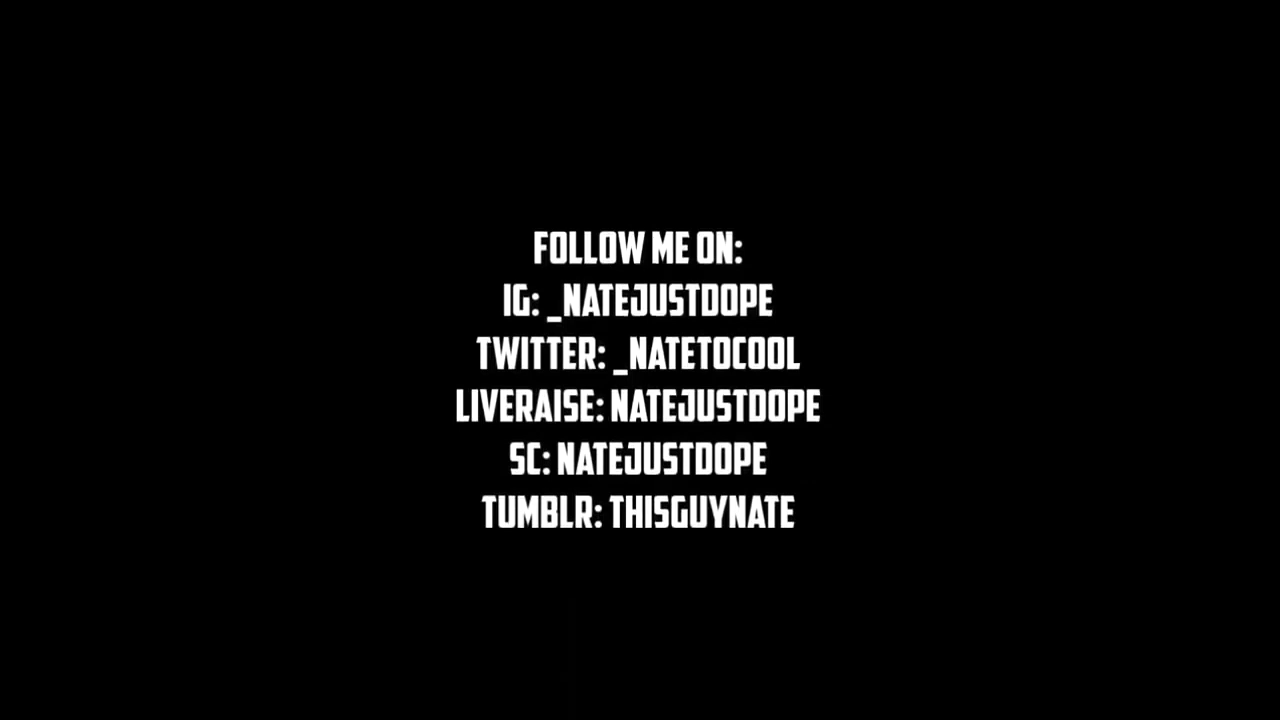 FOLLOW ME ON:
IG: _NATEJUSTDOPE
TWITTER: _NATETOCOOL
LIVERAISE: NATEJUSTDOPE
SC: NATEJUSTDOPE
TUMBLR: THISGUYNATE